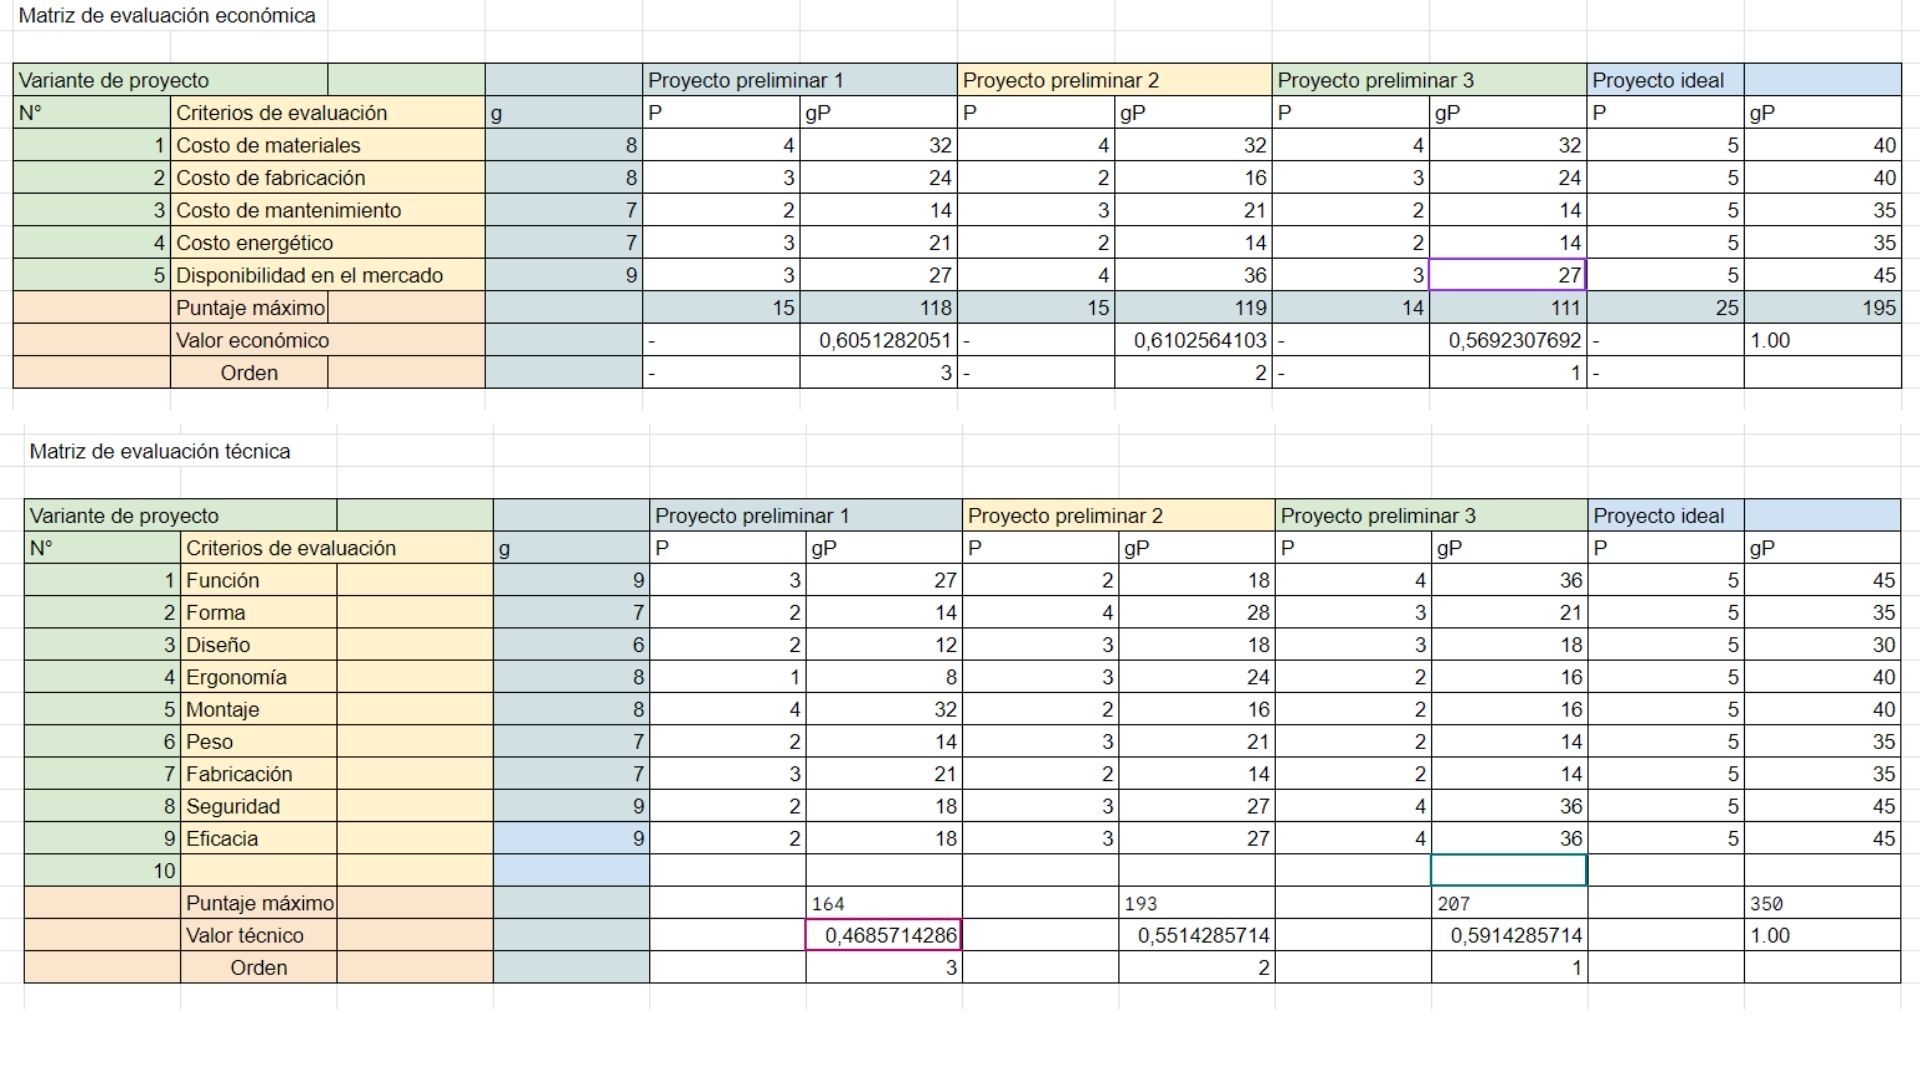 Matriz de evaluación económica
Variante de proyecto Proyecto preliminar 1 Proyecto preliminar 2 Proyecto preliminar 3 Proyecto ideal
N° Criterios de evaluación g P gP P gP P gP P gP
1 Costo de materiales 8 4 32 4 32 4 32 5 40
2 Costo de fabricación 8 3 24 2 16 3 24 5 40
3 Costo de mantenimiento 7 2 14 3 21 2 14 5 35
4 Costo energético 7 3 21 2 14 2 14 5 35
5 Disponibilidad en el mercado 9 3 27 4 36 3 27 5 45
Puntaje máximo 15 118 15 119 14 111 25 195
Valor económico - 0,6051282051 - 0,6102564103 - 0,5692307692 - 1.00
Orden - 3 - 2 - 1 -
Matriz de evaluación técnica
Variante de proyecto Proyecto preliminar 1 Proyecto preliminar 2 Proyecto preliminar 3 Proyecto ideal
N° Criterios de evaluación g P gP P gP P gP P gP
1 Función 9 3 27 2 18 4 36 5 45
2 Forma 7 2 14 4 28 3 21 5 35
3 Diseño 6 2 12 3 18 3 18 5 30
4 Ergonomía 8 1 8 3 24 2 16 5 40
5 Montaje 8 4 32 2 16 2 16 5 40
6 Peso 7 2 14 3 21 2 14 5 35
7 Fabricación 7 3 21 2 14 2 14 5 35
8 Seguridad 9 2 18 3 27 4 36 5 45
9 Eficacia 9 2 18 3 27 4 36 5 45
10
Puntaje máximo 164 193 207 350
Valor técnico 0,4685714286 0,5514285714 0,5914285714 1.00
Orden 3 2 1